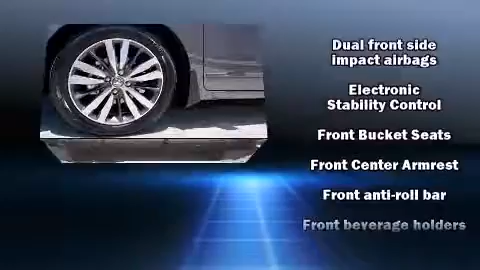 Dual front side
impact airbags
Electronic
Stability Control
Front Bucket Seats
Front Center Armrest
Front anti-roll bar
Front beverage holders